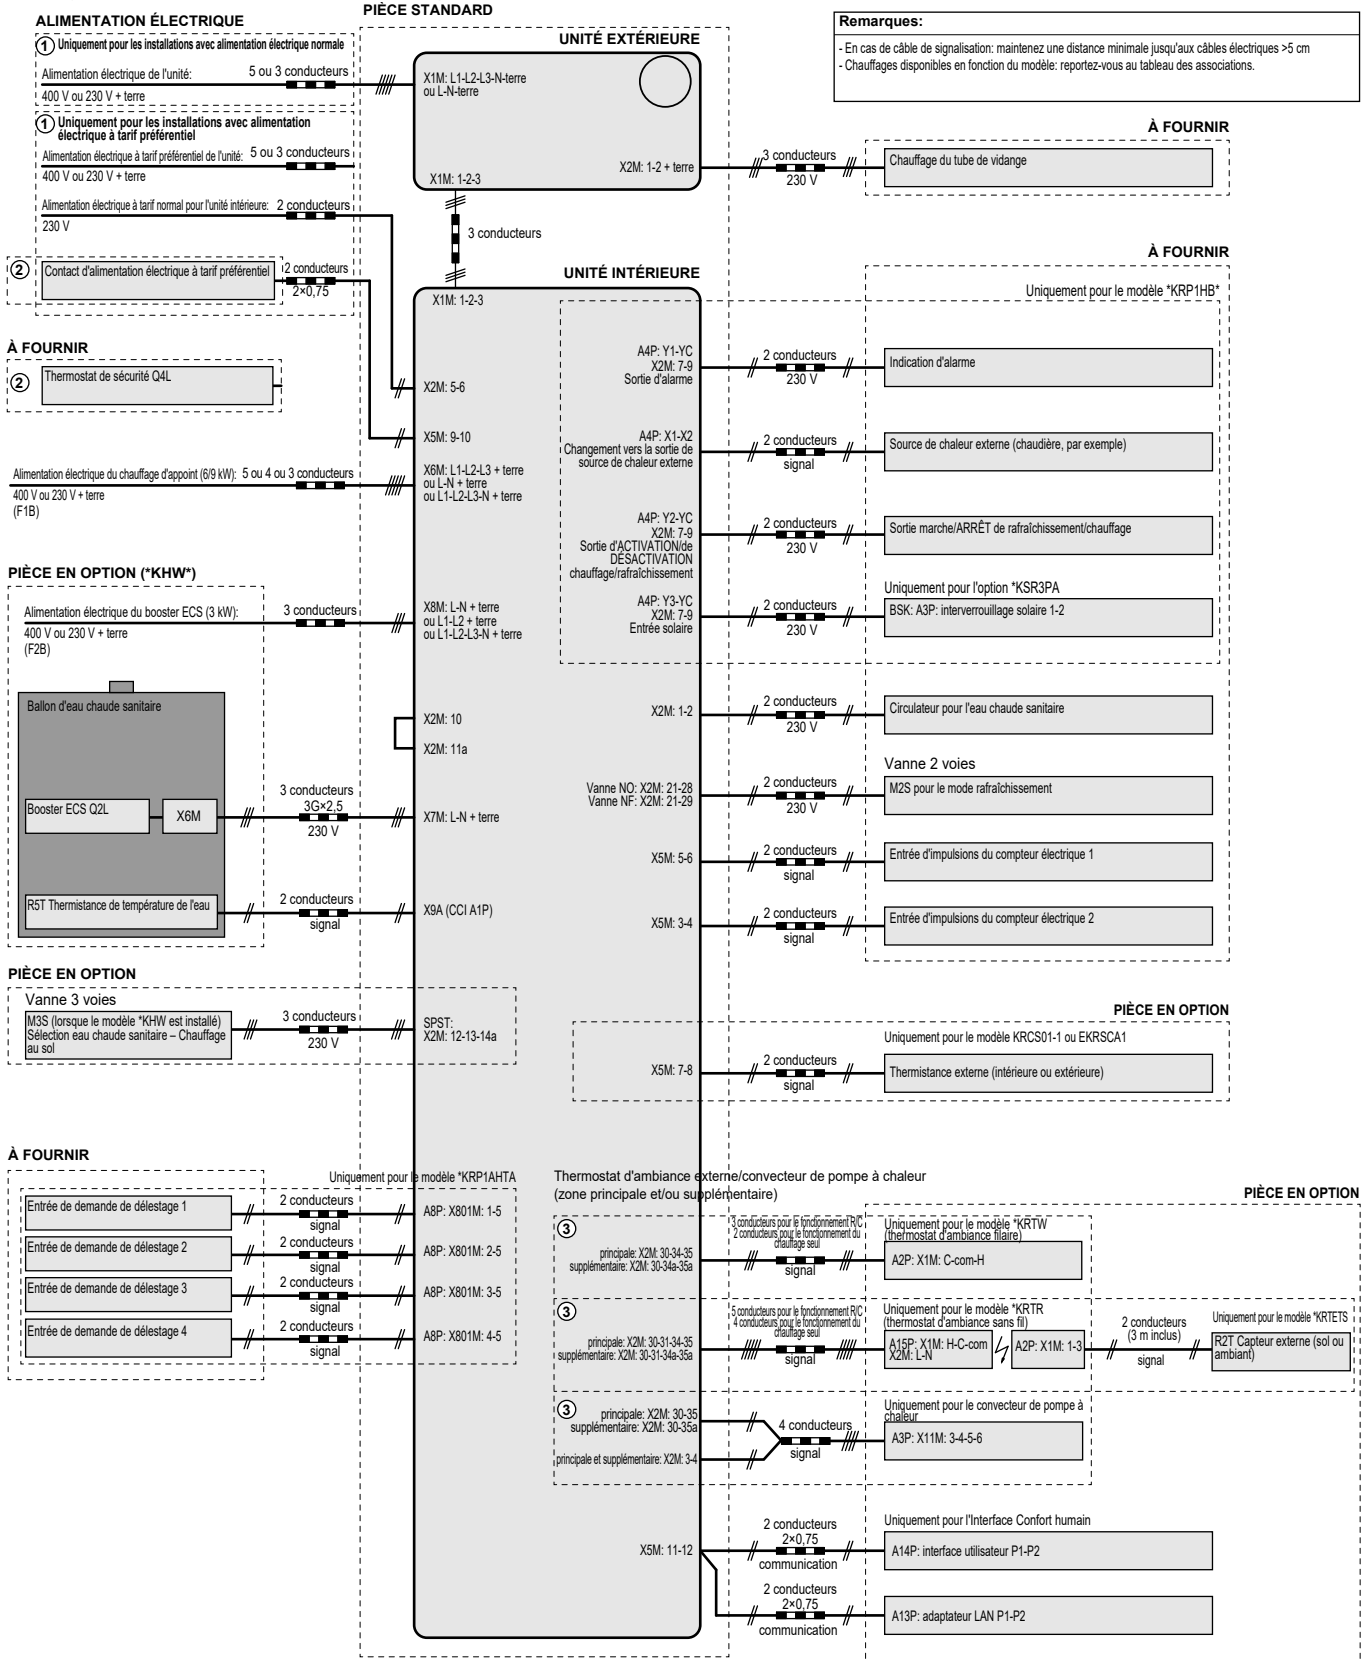 PIÈCE STANDARD
ALIMENTATION ÉLECTRIQUE
① Uniquement pour les installations avec alimentation électrique normale
Alimentation électrique de l'unité:
5 ou 3 conducteurs
400 V ou 230 V + terre
① Uniquement pour les installations avec alimentation
électrique à tarif préférentiel
Alimentation électrique à tarif préférentiel de l'unité:
5 ou 3 conducteurs
400 V ou 230 V + terre
Alimentation électrique à tarif normal pour l'unité intérieure:
2 conducteurs
230 V
②
Contact d'alimentation électrique à tarif préférentiel
2 conducteurs
2×0,75
À FOURNIR
②
Thermostat de sécurité Q4L
Alimentation électrique du chauffage d'appoint (6/9 kW):
5 ou 4 ou 3 conducteurs
400 V ou 230 V + terre
(F1B)
PIÈCE EN OPTION (*KHW*)
Alimentation électrique du booster ECS (3 kW):
3 conducteurs
400 V ou 230 V + terre
(F2B)
Ballon d'eau chaude sanitaire
Booster ECS Q2L
X6M
3 conducteurs
3G×2,5
230 V
R5T Thermistance de température de l'eau
2 conducteurs
signal
PIÈCE EN OPTION
Vanne 3 voies
M3S (lorsque le modèle *KHW est installé)
Sélection eau chaude sanitaire – Chauffage
au sol
3 conducteurs
230 V
À FOURNIR
Uniquement pour le modèle *KRP1AHTA
Entrée de demande de délestage 1
2 conducteurs
signal
Entrée de demande de délestage 2
2 conducteurs
signal
Entrée de demande de délestage 3
2 conducteurs
signal
Entrée de demande de délestage 4
2 conducteurs
signal
UNITÉ EXTÉRIEURE
X1M: L1-L2-L3-N-terre
ou L-N-terre
X2M: 1-2 + terre
X1M: 1-2-3
3 conducteurs
UNITÉ INTÉRIEURE
X1M: 1-2-3
X2M: 5-6
X5M: 9-10
X6M: L1-L2-L3 + terre
ou L-N + terre
ou L1-L2-L3-N + terre
X8M: L-N + terre
ou L1-L2 + terre
ou L1-L2-L3-N + terre
X2M: 10
X2M: 11a
X7M: L-N + terre
X9A (CCI A1P)
SPST:
X2M: 12-13-14a
A8P: X801M: 1-5
A8P: X801M: 2-5
A8P: X801M: 3-5
A8P: X801M: 4-5
Remarques:
- En cas de câble de signalisation: maintenez une distance minimale jusqu'aux câbles électriques >5 cm
- Chauffages disponibles en fonction du modèle: reportez-vous au tableau des associations.
À FOURNIR
3 conducteurs
230 V
Chauffage du tube de vidange
À FOURNIR
Uniquement pour le modèle *KRP1HB*
A4P: Y1-YC
X2M: 7-9
Sortie d'alarme
2 conducteurs
230 V
Indication d'alarme
A4P: X1-X2
Changement vers la sortie de
source de chaleur externe
2 conducteurs
signal
Source de chaleur externe (chaudière, par exemple)
A4P: Y2-YC
X2M: 7-9
Sortie d'ACTIVATION/de
DÉSACTIVATION
chauffage/rafraîchissement
2 conducteurs
230 V
Sortie marche/ARRÊT de rafraîchissement/chauffage
Uniquement pour l'option *KSR3PA
A4P: Y3-YC
X2M: 7-9
Entrée solaire
2 conducteurs
230 V
BSK: A3P: interverrouillage solaire 1-2
X2M: 1-2
2 conducteurs
230 V
Circulateur pour l'eau chaude sanitaire
Vanne 2 voies
Vanne NO: X2M: 21-28
Vanne NF: X2M: 21-29
2 conducteurs
230 V
M2S pour le mode rafraîchissement
X5M: 5-6
2 conducteurs
signal
Entrée d'impulsions du compteur électrique 1
X5M: 3-4
2 conducteurs
signal
Entrée d'impulsions du compteur électrique 2
PIÈCE EN OPTION
Uniquement pour le modèle KRCS01-1 ou EKRSCA1
X5M: 7-8
2 conducteurs
signal
Thermistance externe (intérieure ou extérieure)
Thermostat d'ambiance externe/convecteur de pompe à chaleur
(zone principale et/ou supplémentaire)
PIÈCE EN OPTION
③
principale: X2M: 30-34-35
supplémentaire: X2M: 30-34a-35a
3 conducteurs pour le fonctionnement R/C
2 conducteurs pour le fonctionnement du
chauffage seul
signal
Uniquement pour le modèle *KRTW
(thermostat d'ambiance filaire)
A2P: X1M: C-com-H
③
principale: X2M: 30-31-34-35
supplémentaire: X2M: 30-31-34a-35a
5 conducteurs pour le fonctionnement R/C
4 conducteurs pour le fonctionnement du
chauffage seul
signal
Uniquement pour le modèle *KRTR
(thermostat d'ambiance sans fil)
A15P: X1M: H-C-com
X2M: L-N
A2P: X1M: 1-3
2 conducteurs
(3 m inclus)
signal
Uniquement pour le modèle *KRTETS
R2T Capteur externe (sol ou
ambiant)
③
principale: X2M: 30-35
supplémentaire: X2M: 30-35a
principale et supplémentaire: X2M: 3-4
4 conducteurs
signal
Uniquement pour le convecteur de pompe à
chaleur
A3P: X11M: 3-4-5-6
X5M: 11-12
2 conducteurs
2×0,75
communication
Uniquement pour l'Interface Confort humain
A14P: interface utilisateur P1-P2
2 conducteurs
2×0,75
communication
A13P: adaptateur LAN P1-P2